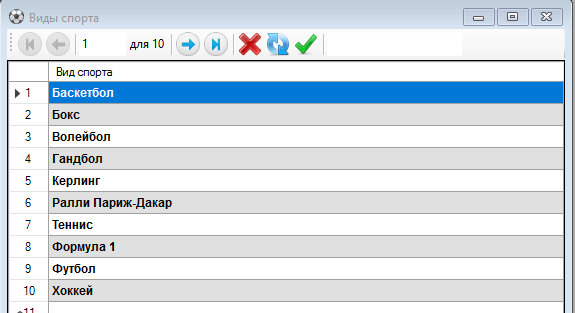 Виды спорта
1 для 10
Вид спорта
1 Баскетбол
2 Бокс
3 Волейбол
4 Гандбол
5 Керлинг
6 Ралли Париж-Дакар
7 Теннис
8 Формула 1
9 Футбол
10 Хоккей
11